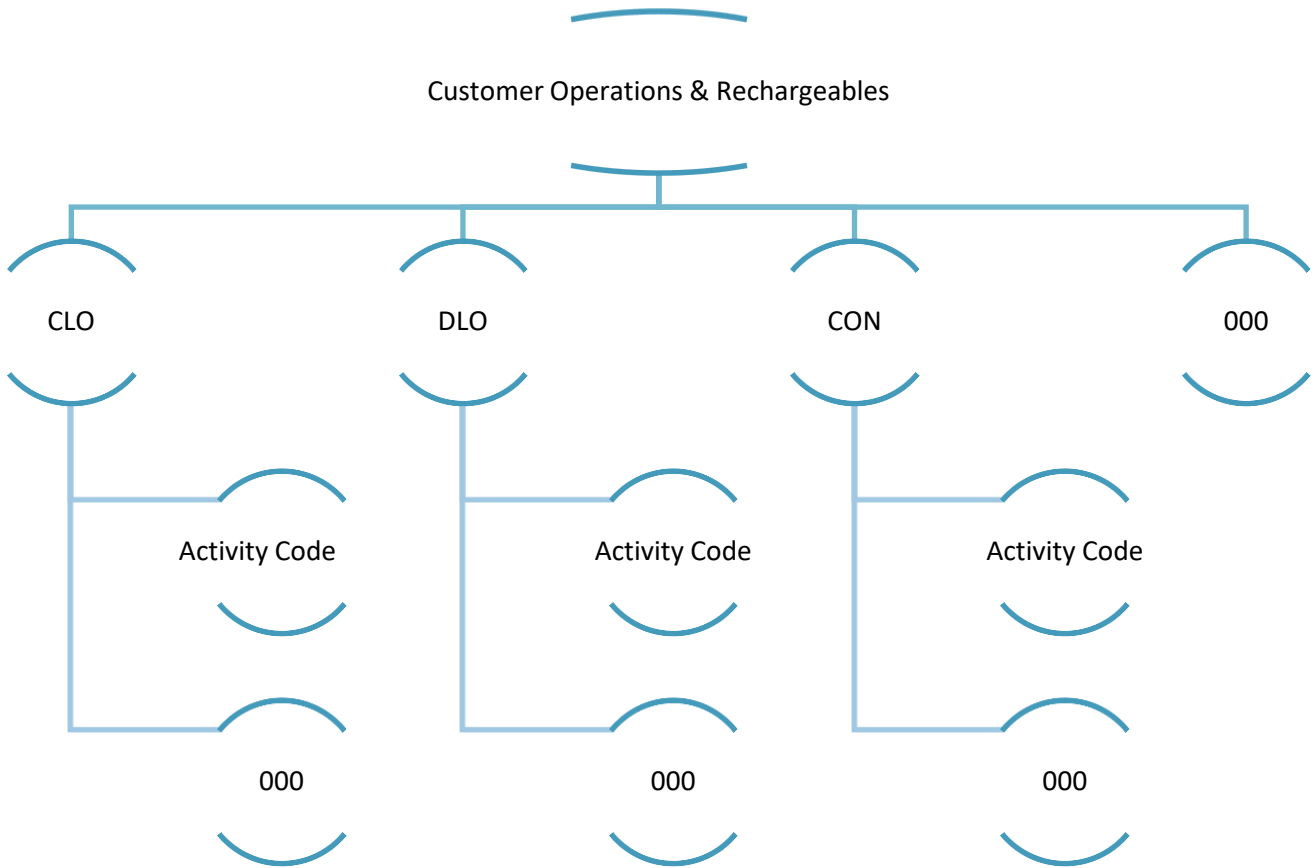 Customer Operations & Rechargeables
CLO
DLO
CON
000
Activity Code
Activity Code
Activity Code
000
000
000